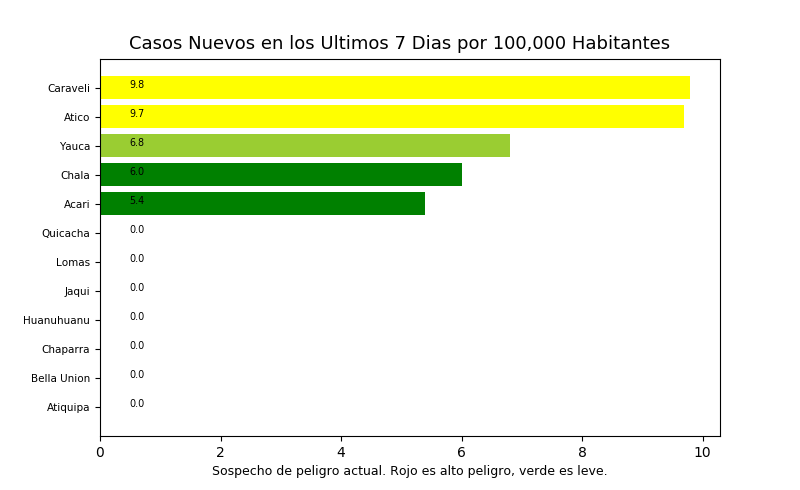 Casos Nuevos en los Ultimos 7 Dias por 100,000 Habitantes
Caraveli 9.8
Atico 9.7
Yauca 6.8
Chala 6.0
Acari 5.4
Quicacha 0.0
Lomas 0.0
Jaqui 0.0
Huanuhuanu 0.0
Chaparra 0.0
Bella Union 0.0
Atiquipa 0.0
0 2 4 6 8 10
Sospecho de peligro actual. Rojo es alto peligro, verde es leve.